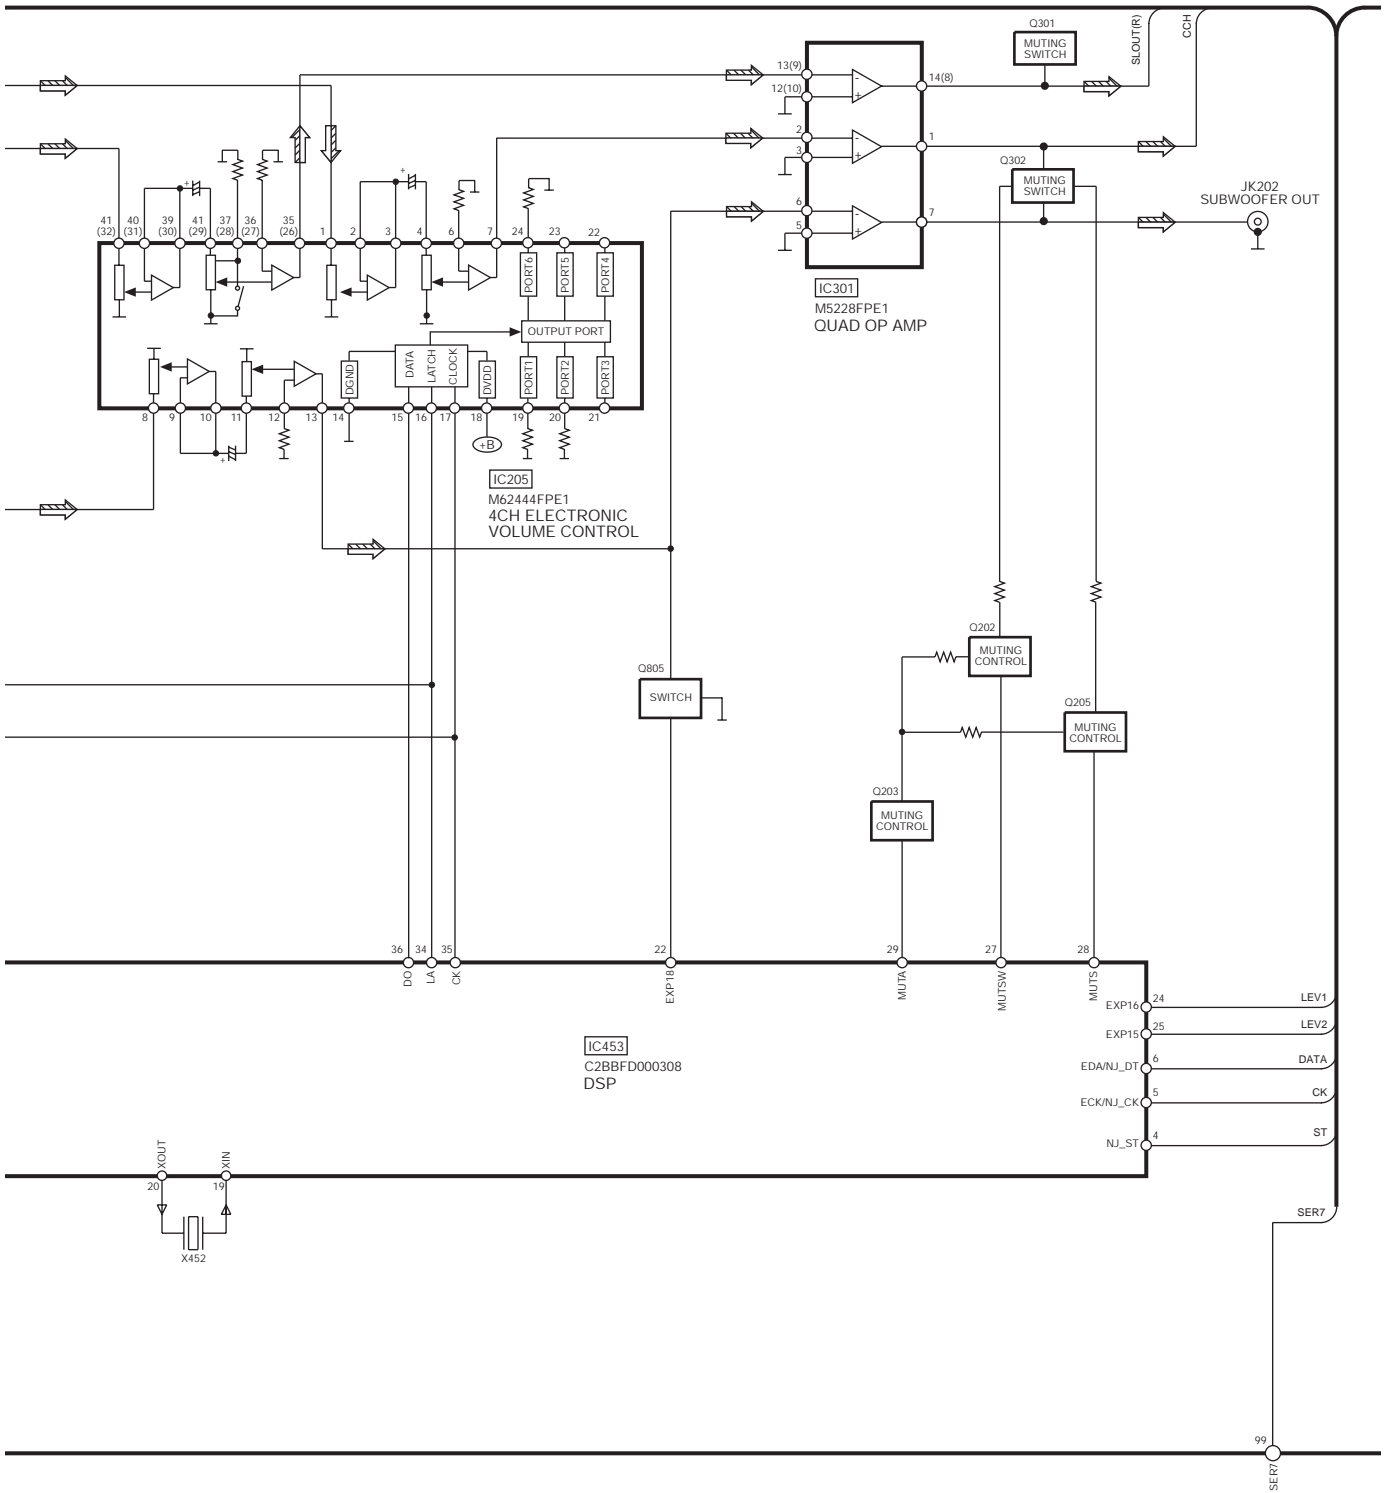 Q301
MUTING
SWITCH
SLOUT(R)
CCH
13(9)
-
14(8)
12(10)
+
2
-
1
3
+
Q302
MUTING
SWITCH
JK202
SUBWOOFER OUT
6
-
7
5
+
IC301
M5228FPE1
QUAD OP AMP
+
+
41
(32)
40
(31)
39
(30)
41
(29)
37
(28)
36
(27)
35
(26)
1
2
3
4
6
7
24
23
22
PORT6
PORT5
PORT4
OUTPUT PORT
DGND
DATA
LATCH
CLOCK
DVDD
PORT1
PORT2
PORT3
8
9
10
11
12
13
14
15
16
17
18
19
20
21
+
+B
IC205
M62444FPE1
4CH ELECTRONIC
VOLUME CONTROL
Q202
MUTING
CONTROL
Q805
SWITCH
Q205
MUTING
CONTROL
Q203
MUTING
CONTROL
36
34
35
22
29
27
28
DO
LA
CK
EXP18
MUTA
MUTSW
MUTS
EXP16
24
LEV1
EXP15
25
LEV2
EDA/NJ_DT
6
DATA
ECK/NJ_CK
5
CK
NJ_ST
4
ST
IC453
C2BBFD000308
DSP
XOUT
XIN
20
19
X452
SER7
99
SER7